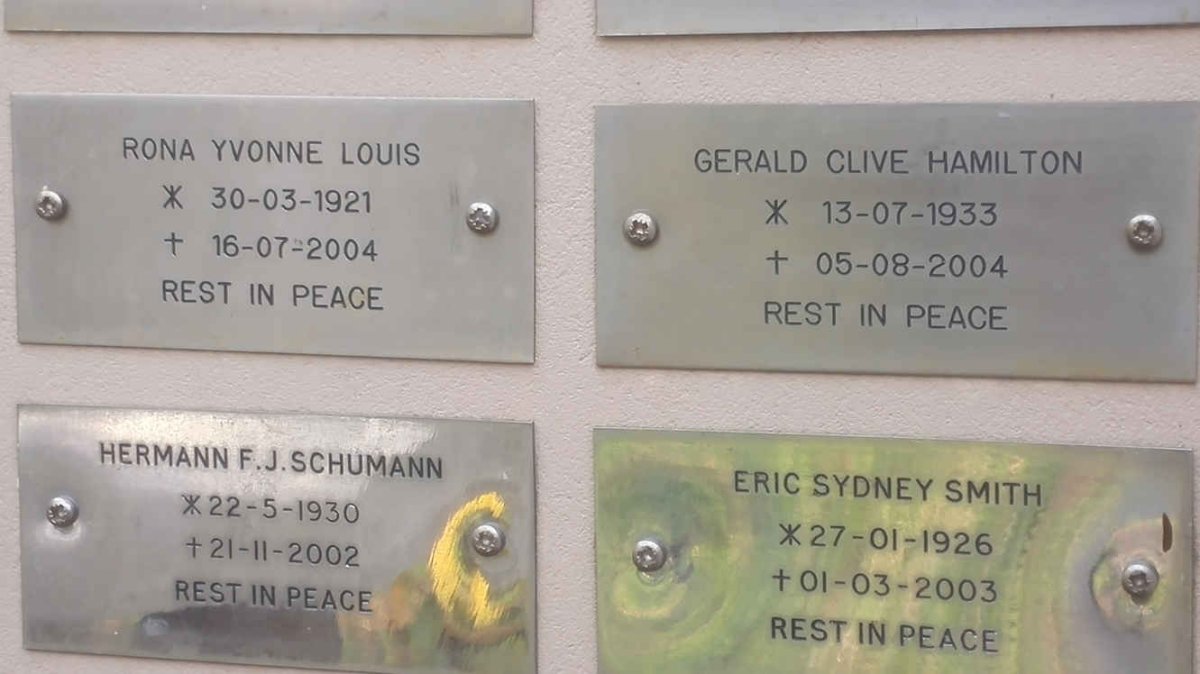 RONA YVONNE LOUIS
* 30-03-1921
† 16-07-2004
REST IN PEACE
GERALD CLIVE HAMILTON
* 13-07-1933
† 05-08-2004
REST IN PEACE
HERMANN F.J. SCHUMANN
* 22-5-1930
† 21-11-2002
REST IN PEACE
ERIC SYDNEY SMITH
* 27-01-1926
† 01-03-2003
REST IN PEACE